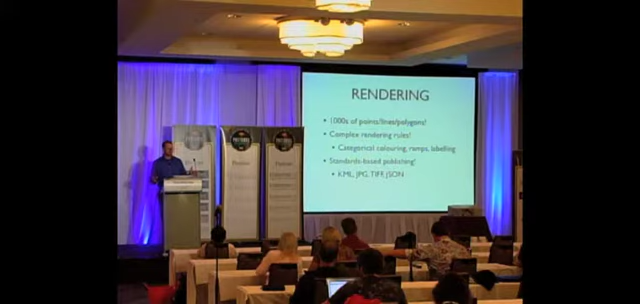 RENDERING
• 1000s of points/lines/polygons!
• Complex rendering rules!
• Categorical colouring, ramps, labelling
• Standards-based publishing!
• KML, JPG, TIFF, JSON